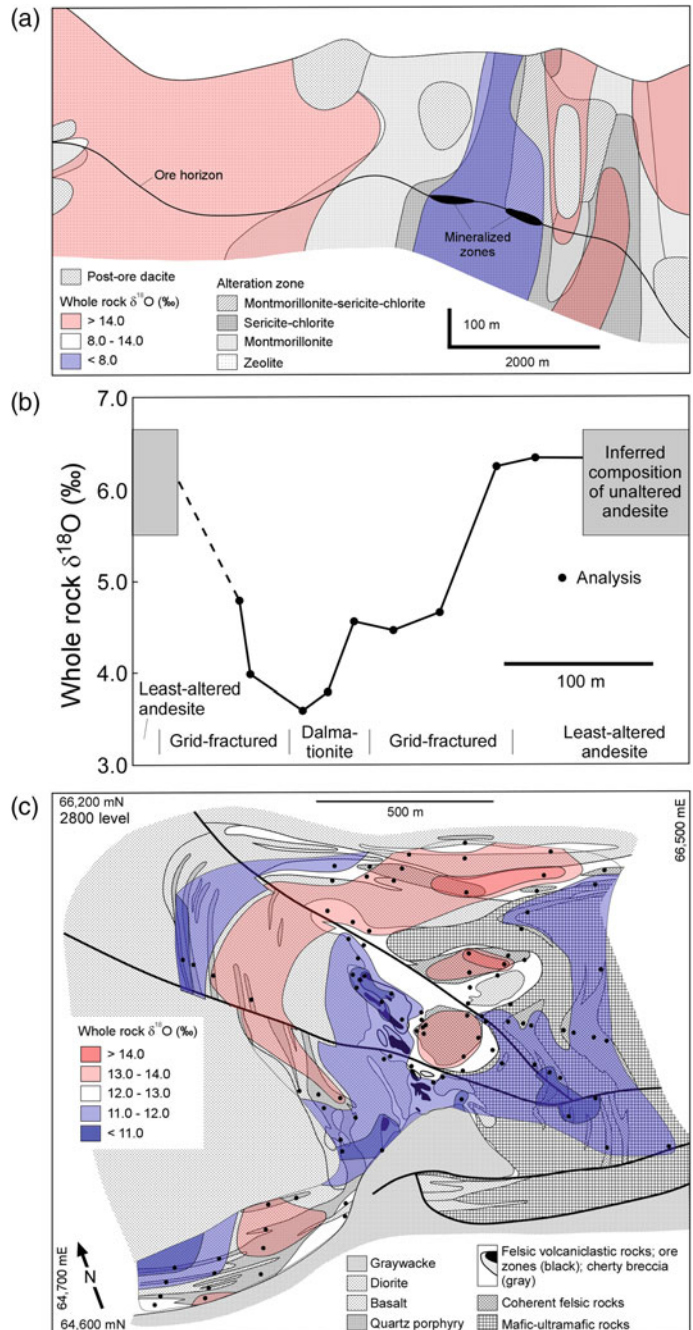 (a)
Ore horizon
Mineralized
zones
Post-ore dacite
Whole rock δ18O (‰)
> 14.0
8.0 - 14.0
< 8.0
Alteration zone
Montmorillonite-sericite-chlorite
Sericite-chlorite
Montmorillonite
Zeolite
100 m
2000 m
(b)
7.0
6.0
5.0
4.0
3.0
Whole rock δ18O (‰)
Inferred
composition
of unaltered
andesite
Analysis
100 m
Least-altered
andesite
Grid-fractured
Dalma-
tionite
Grid-fractured
Least-altered
andesite
(c)
66,200 mN
2800 level
500 m
66,500 mE
Whole rock δ18O (‰)
> 14.0
13.0 - 14.0
12.0 - 13.0
11.0 - 12.0
< 11.0
N
64,700 mE
64,600 mN
Graywacke
Diorite
Basalt
Quartz porphyry
Felsic volcaniclastic rocks; ore
zones (black); cherty breccia
(gray)
Coherent felsic rocks
Mafic-ultramafic rocks